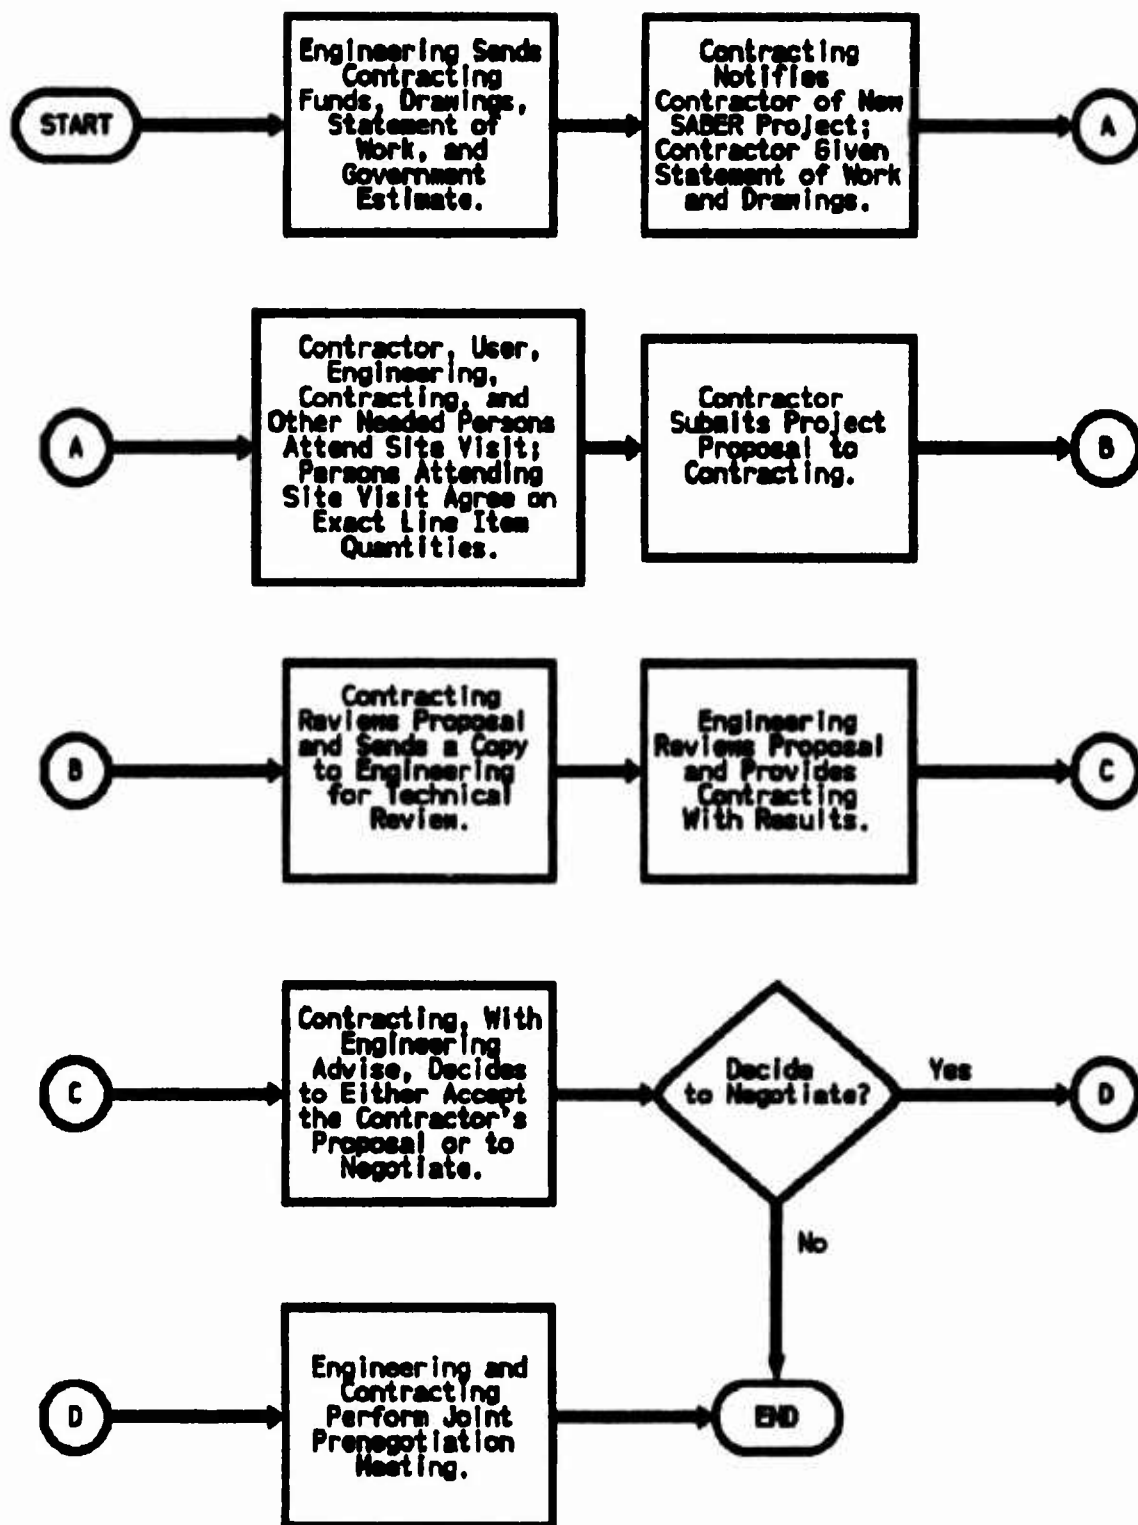 START
Engineering Sends
Contracting
Funds, Drawings,
Statement of
Work, and
Government
Estimate.
Contracting
Notifies
Contractor of New
SABER Project;
Contractor Given
Statement of Work
and Drawings.
A
A
Contractor, User,
Engineering,
Contracting, and
Other Needed Persons
Attend Site Visit;
Persons Attending
Site Visit Agree on
Exact Line Item
Quantities.
Contractor
Submits Project
Proposal to
Contracting.
B
B
Contracting
Reviews Proposal
and Sends a Copy
to Engineering
for Technical
Review.
Engineering
Reviews Proposal
and Provides
Contracting
With Results.
C
C
Contracting, With
Engineering
Advise, Decides
to Either Accept
the Contractor's
Proposal or to
Negotiate.
Decide
to Negotiate?
Yes
D
No
D
Engineering and
Contracting
Perform Joint
Prenegotiation
Meeting.
END